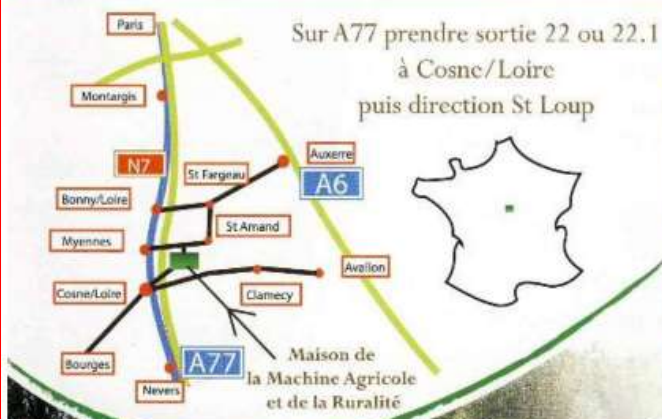 Paris
Sur A77 prendre sortie 22 ou 22.1
à Cosne/Loire
puis direction St Loup
Montargis
N7
Auxerre
St Fargeau
A6
Bonny/Loire
St Amand
Myennes
Avallon
Cosne/Loire
Clamecy
Bourges
A77
Nevers
Maison de
la Machine Agricole
et de la Ruralité